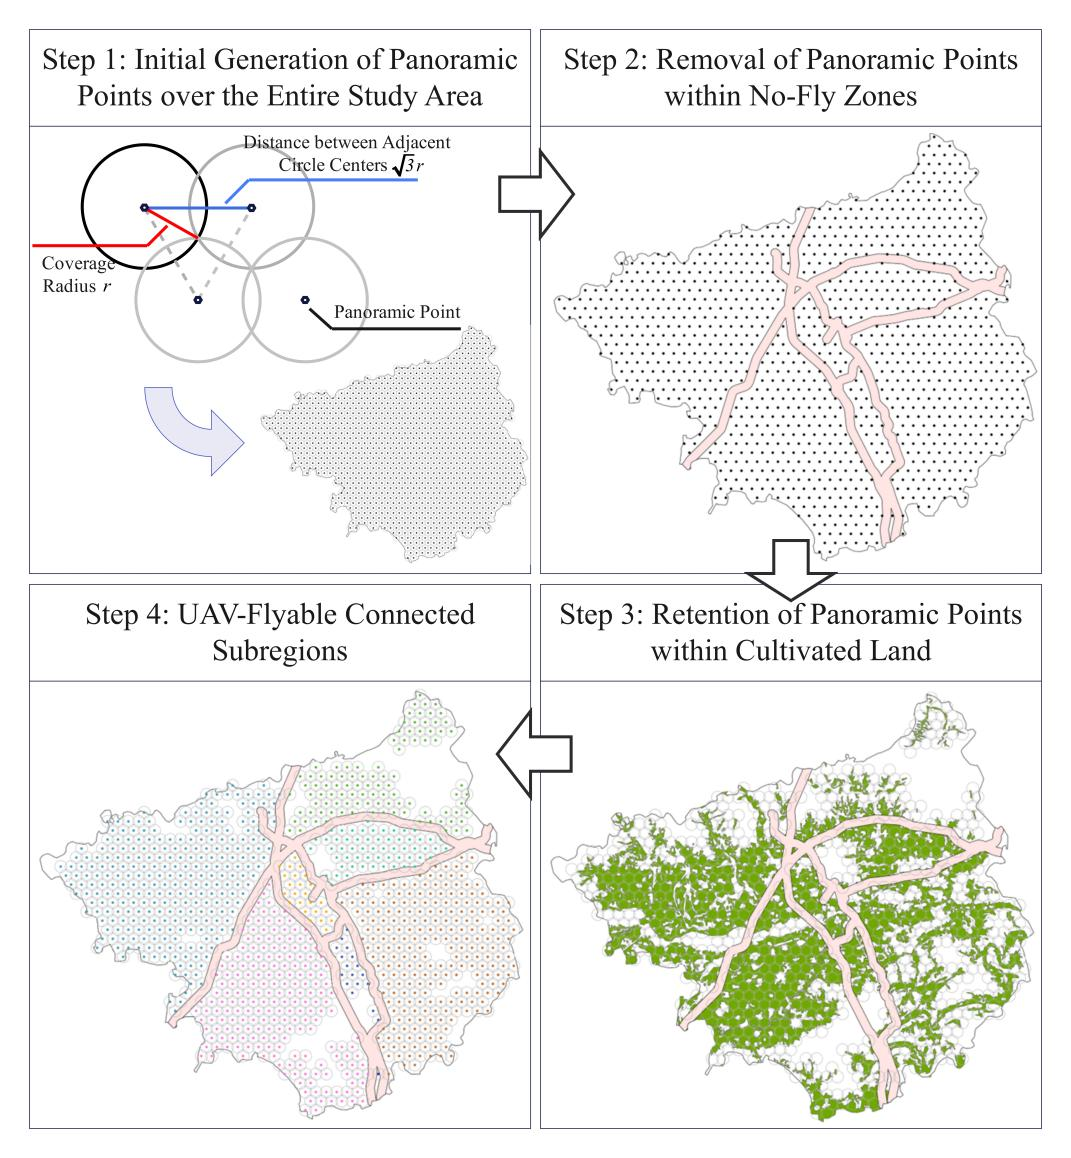 Step 1: Initial Generation of Panoramic
Points over the Entire Study Area
Distance between Adjacent
Circle Centers √3r
Coverage
Radius r
Panoramic Point
Step 2: Removal of Panoramic Points
within No-Fly Zones
Step 4: UAV-Flyable Connected
Subregions
Step 3: Retention of Panoramic Points
within Cultivated Land